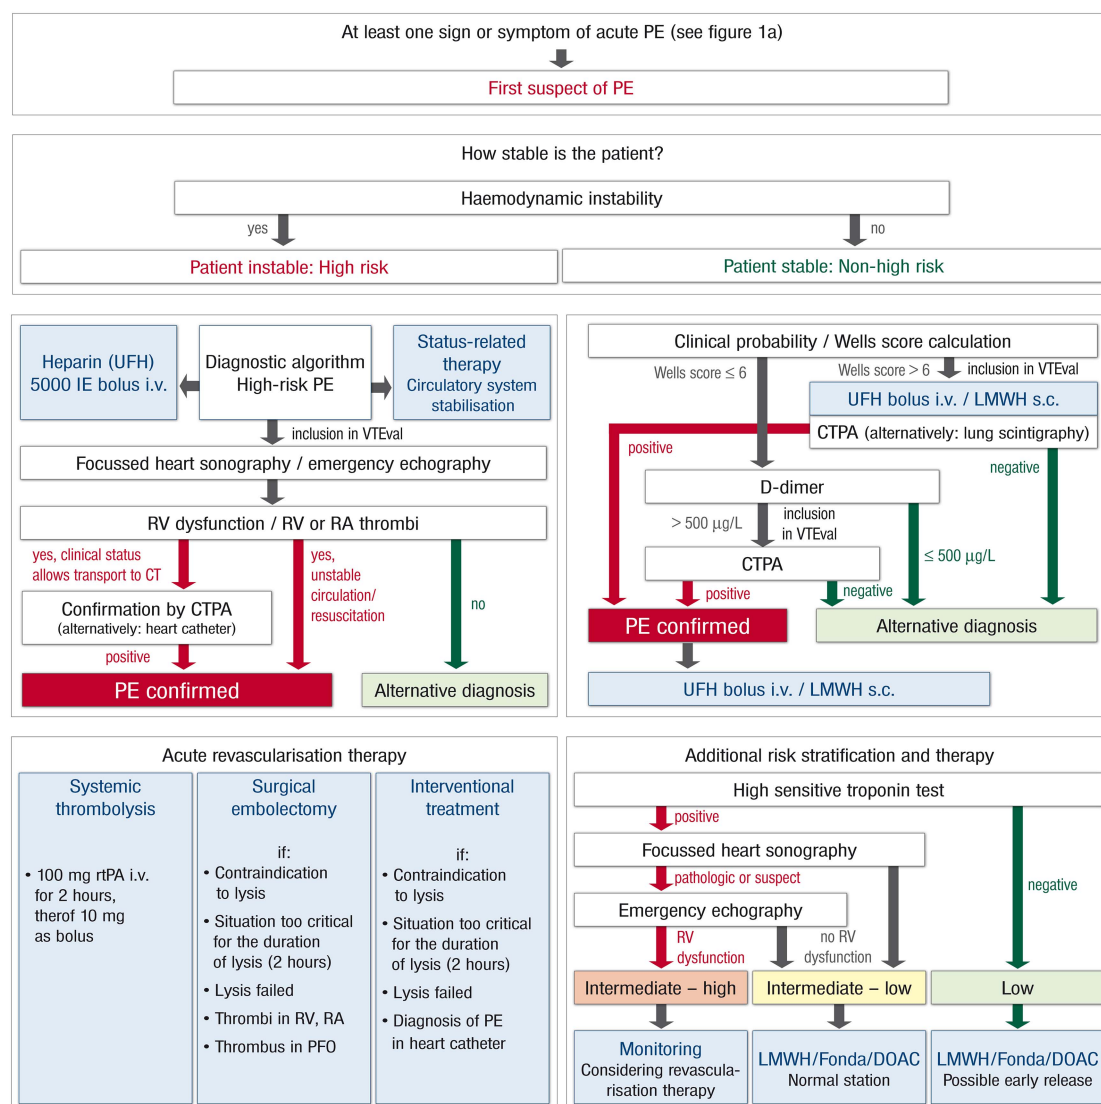 At least one sign or symptom of acute PE (see figure 1a)
First suspect of PE
How stable is the patient?
Haemodynamic instability
yes
no
Patient instable: High risk
Patient stable: Non-high risk
Heparin (UFH)
5000 IE bolus i.v.
Diagnostic algorithm
High-risk PE
Status-related
therapy
Circulatory system
stabilisation
inclusion in VTEval
Focussed heart sonography / emergency echography
RV dysfunction / RV or RA thrombi
yes, clinical status
allows transport to CT
yes,
unstable
circulation/
resuscitation
no
Confirmation by CTPA
(alternatively: heart catheter)
positive
PE confirmed
Alternative diagnosis
Clinical probability / Wells score calculation
Wells score ≤ 6
Wells score > 6
inclusion in VTEval
UFH bolus i.v. / LMWH s.c.
CTPA (alternatively: lung scintigraphy)
positive
negative
D-dimer
> 500 µg/L
inclusion
in VTEval
≤ 500 µg/L
CTPA
positive
negative
PE confirmed
Alternative diagnosis
UFH bolus i.v. / LMWH s.c.
Acute revascularisation therapy
Systemic
thrombolysis
• 100 mg rtPA i.v.
for 2 hours,
therof 10 mg
as bolus
Surgical
embolectomy
if:
• Contraindication
to lysis
• Situation too critical
for the duration
of lysis (2 hours)
• Lysis failed
• Thrombi in RV, RA
• Thrombus in PFO
Interventional
treatment
if:
• Contraindication
to lysis
• Situation too critical
for the duration
of lysis (2 hours)
• Lysis failed
• Diagnosis of PE
in heart catheter
Additional risk stratification and therapy
High sensitive troponin test
positive
Focussed heart sonography
pathologic or suspect
negative
Emergency echography
RV
dysfunction
no RV
dysfunction
Intermediate – high
Intermediate – low
Low
Monitoring
Considering revascula-
risation therapy
LMWH/Fonda/DOAC
Normal station
LMWH/Fonda/DOAC
Possible early release